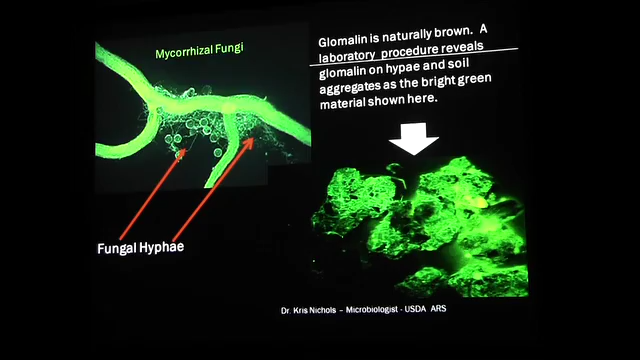 Mycorrhizal Fungi
Glomalin is naturally brown. A
laboratory procedure reveals
glomalin on hypae and soil
aggregates as the bright green
material shown here.
Fungal Hyphae
Dr. Kris Nichols – Microbiologist - USDA ARS